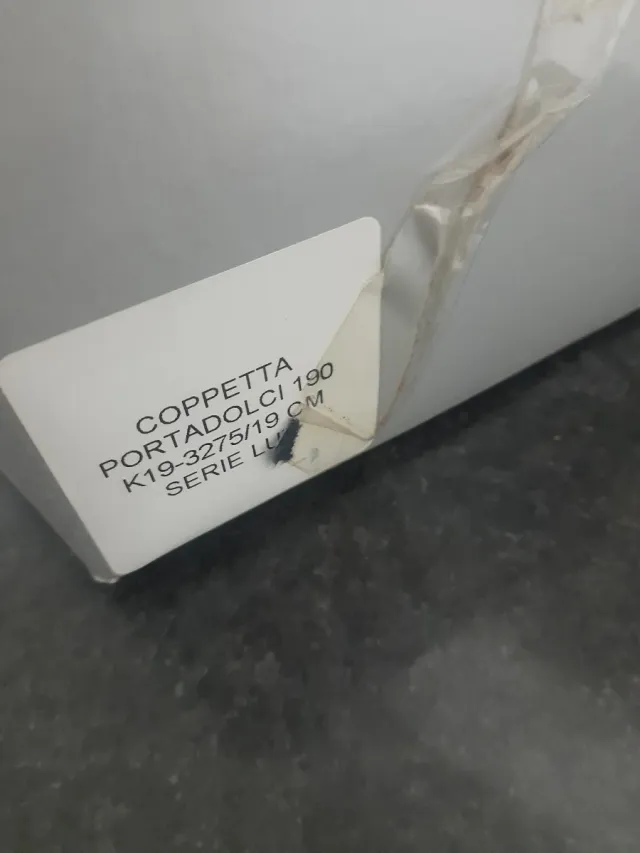 COPPETTA
PORTADOLCI 190
K19-3275/19 CM
SERIE